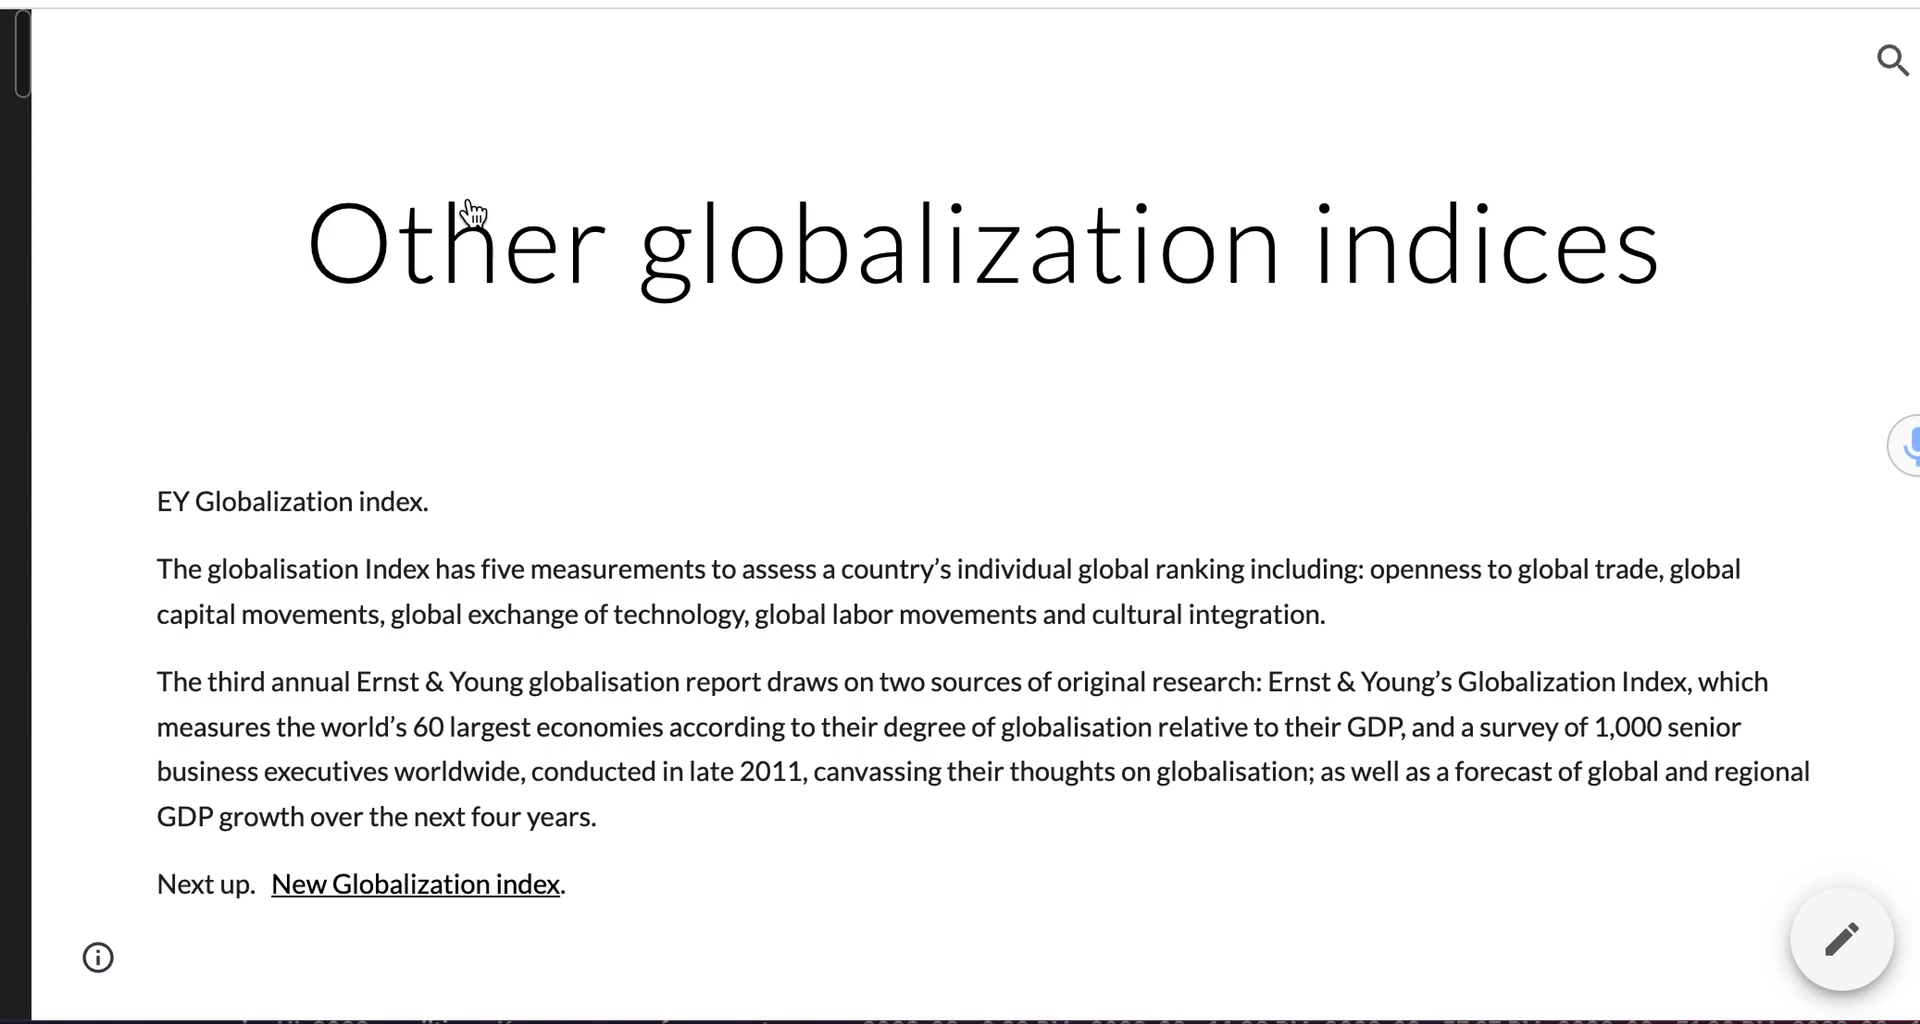 Other globalization indices
EY Globalization index.
The globalisation Index has five measurements to assess a country’s individual global ranking including: openness to global trade, global
capital movements, global exchange of technology, global labor movements and cultural integration.
The third annual Ernst & Young globalisation report draws on two sources of original research: Ernst & Young’s Globalization Index, which
measures the world’s 60 largest economies according to their degree of globalisation relative to their GDP, and a survey of 1,000 senior
business executives worldwide, conducted in late 2011, canvassing their thoughts on globalisation; as well as a forecast of global and regional
GDP growth over the next four years.
Next up. New Globalization index.